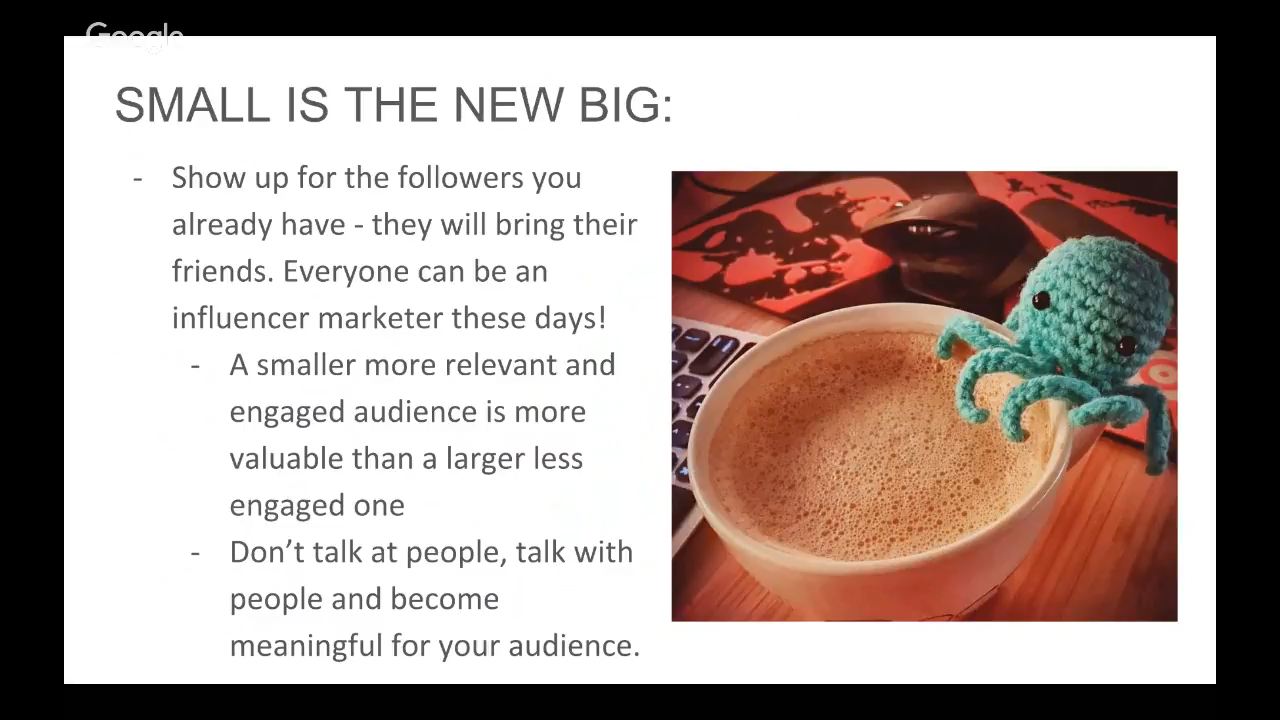 Google
SMALL IS THE NEW BIG:
- Show up for the followers you
already have - they will bring their
friends. Everyone can be an
influencer marketer these days!
- A smaller more relevant and
engaged audience is more
valuable than a larger less
engaged one
- Don’t talk at people, talk with
people and become
meaningful for your audience.